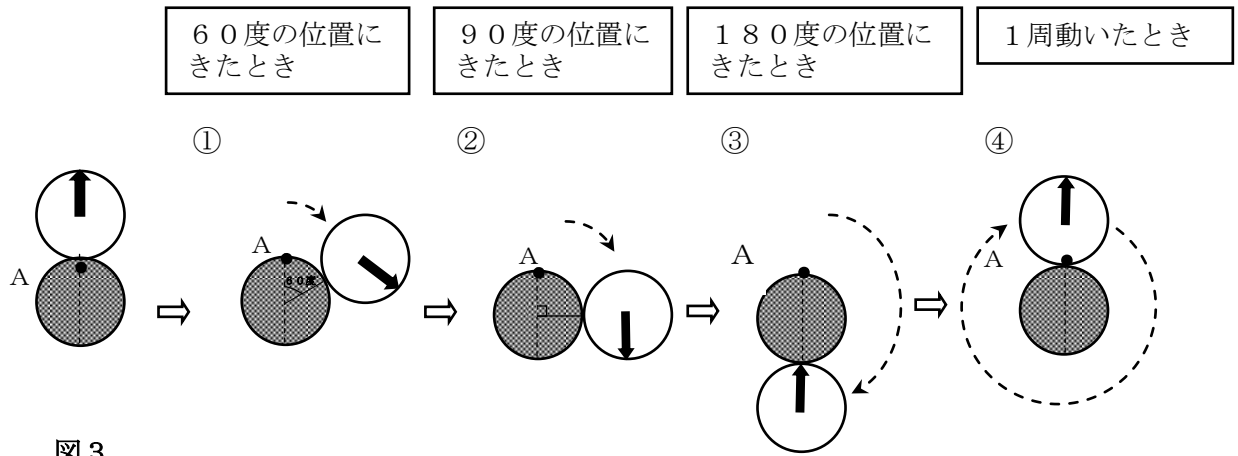 ６０度の位置に
きたとき
９０度の位置に
きたとき
１８０度の位置に
きたとき
１周動いたとき
①
②
③
④
A
A
６０度
A
A
A
図３